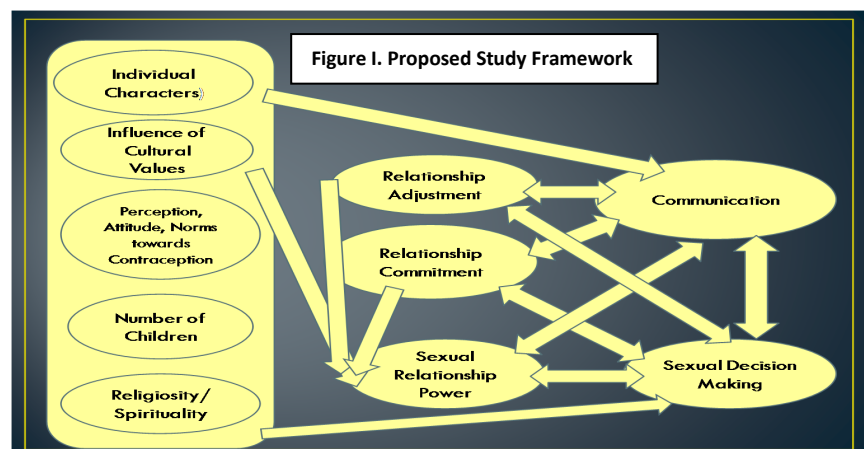 Figure I. Proposed Study Framework
Individual
Characters)
Influence of
Cultural
Values
Perception,
Attitude, Norms
towards
Contraception
Number of
Children
Religiosity/
Spirituality
Relationship
Adjustment
Relationship
Commitment
Sexual
Relationship
Power
Communication
Sexual Decision
Making